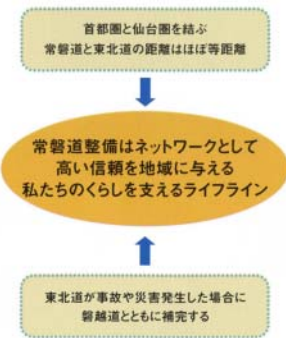 首都圏と仙台圏を結ぶ
常磐道と東北道の距離はほぼ等距離
常磐道整備はネットワークとして
高い信頼を地域に与える
私たちのくらしを支えるライフライン
東北道が事故や災害発生した場合に
磐越道とともに補完する